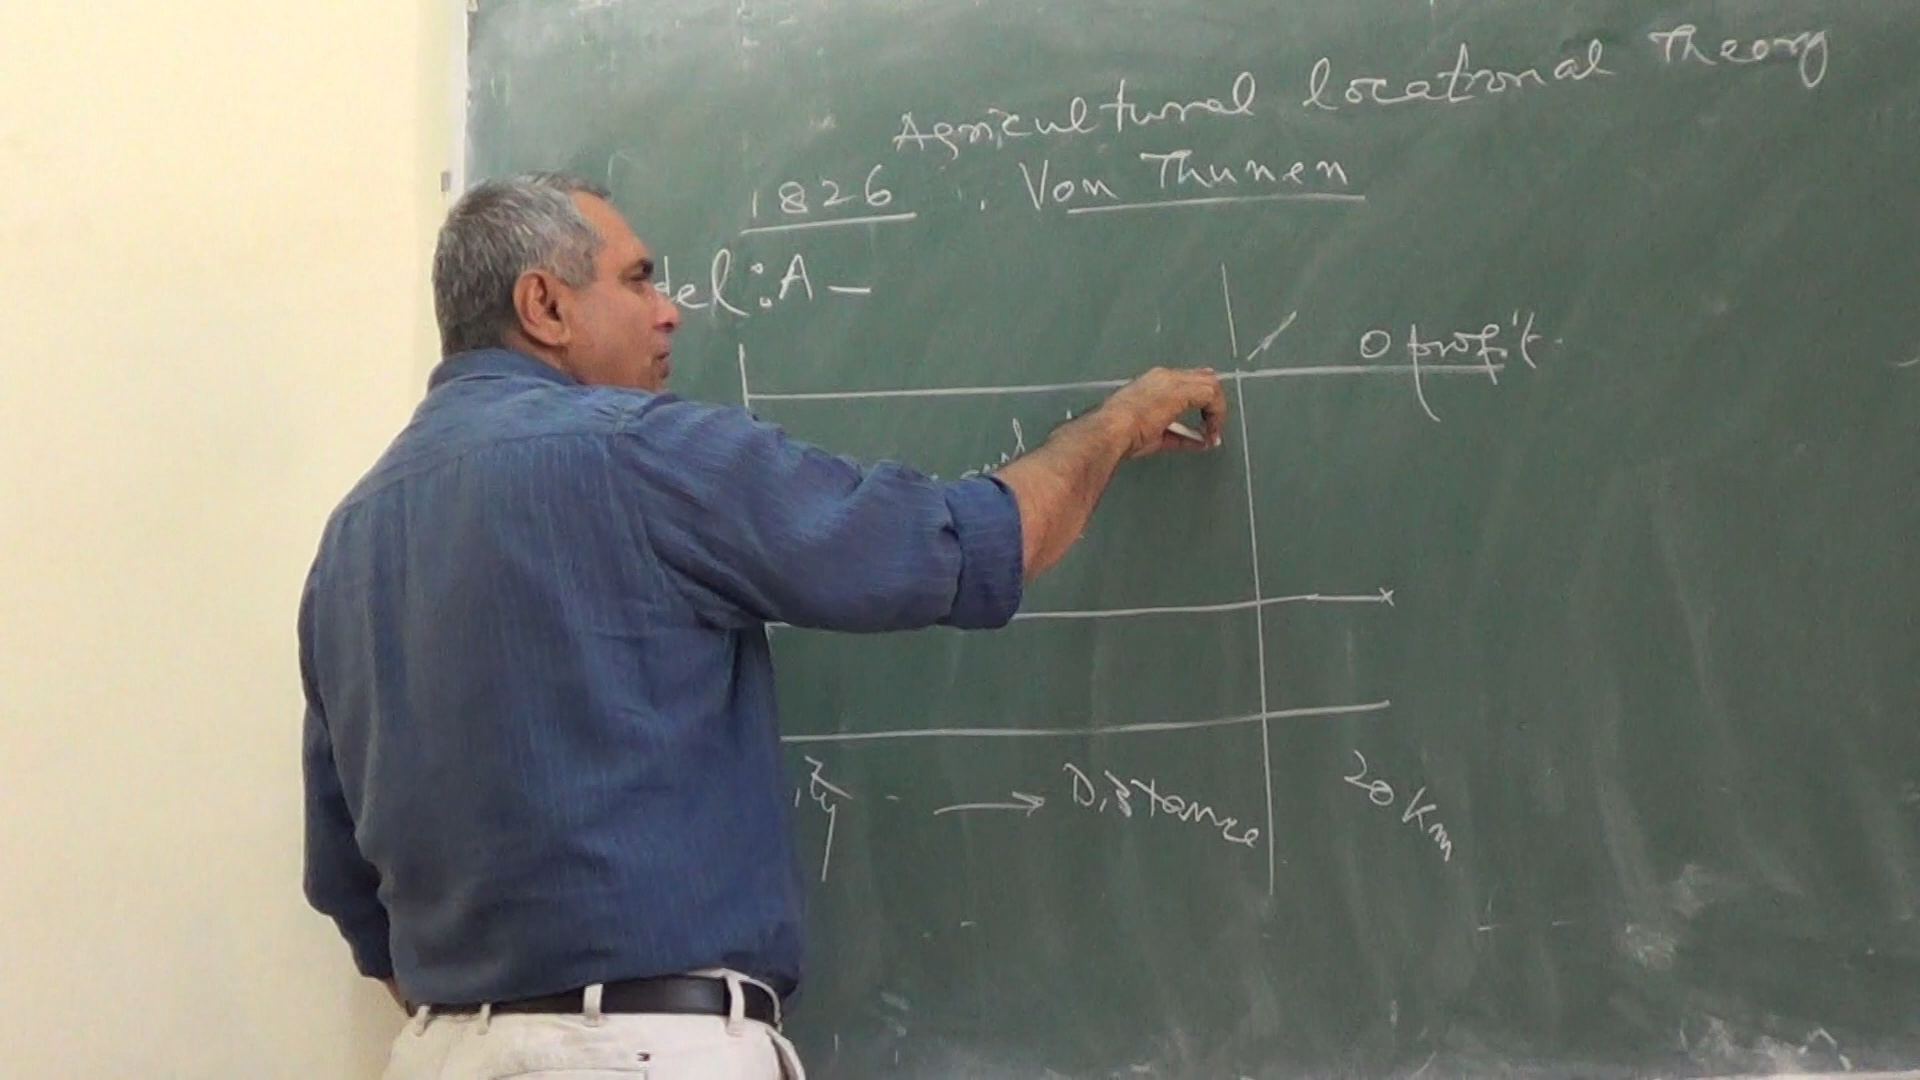 Agricultural locational Theory
1826 . Von Thunen
del : A -
0 profit
→ Distance
20 km